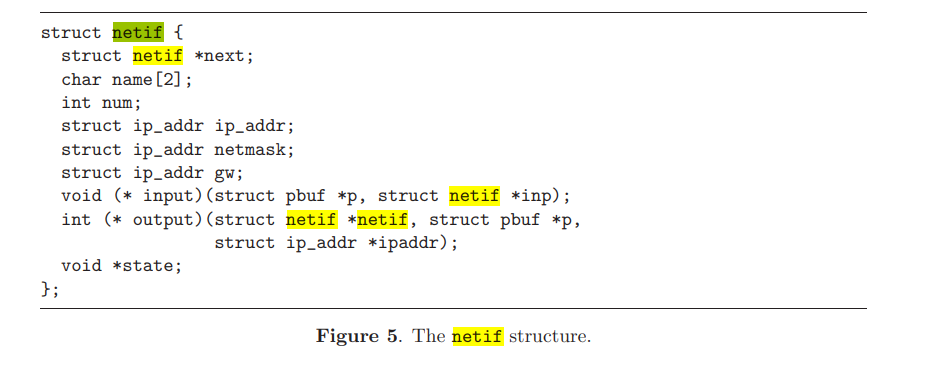 struct netif {
  struct netif *next;
  char name[2];
  int num;
  struct ip_addr ip_addr;
  struct ip_addr netmask;
  struct ip_addr gw;
  void (* input)(struct pbuf *p, struct netif *inp);
  int (* output)(struct netif *netif, struct pbuf *p,
                 struct ip_addr *ipaddr);
  void *state;
};
Figure 5. The netif structure.